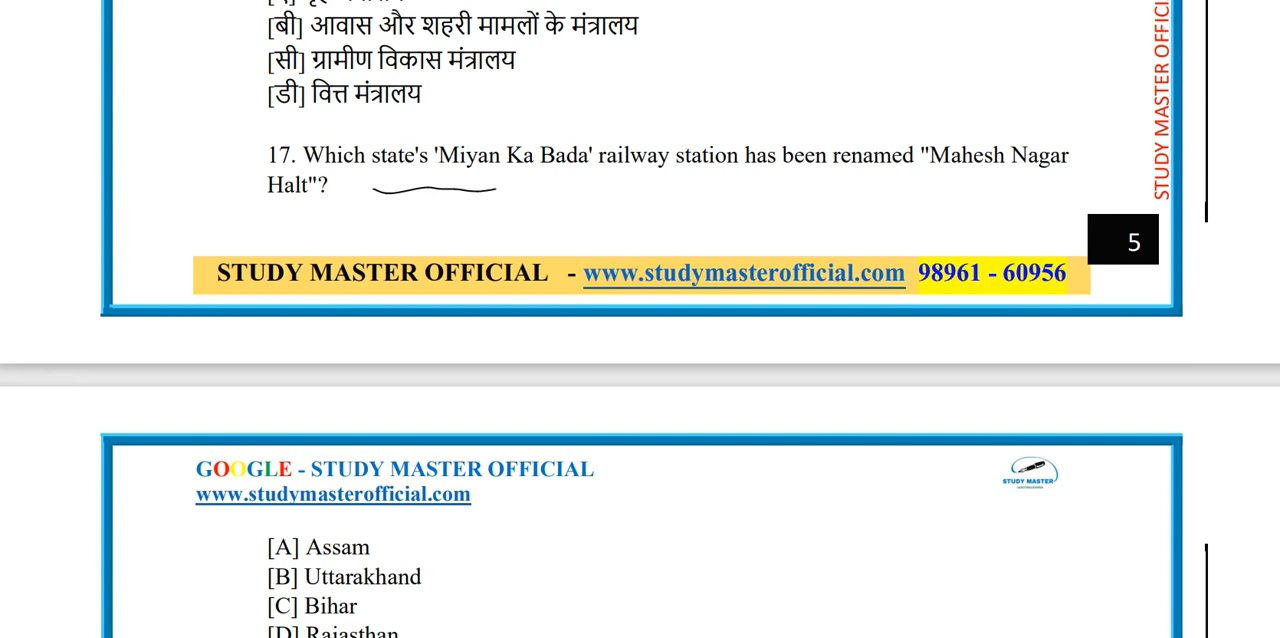 [बी] आवास और शहरी मामलों के मंत्रालय
[सी] ग्रामीण विकास मंत्रालय
[डी] वित्त मंत्रालय
17. Which state's 'Miyan Ka Bada' railway station has been renamed "Mahesh Nagar
Halt"?
STUDY MASTER OFFICI
5
STUDY MASTER OFFICIAL - www.studymasterofficial.com 98961 - 60956
GOOGLE - STUDY MASTER OFFICIAL
www.studymasterofficial.com
STUDY MASTER
[A] Assam
[B] Uttarakhand
[C] Bihar
[D] Rajasthan